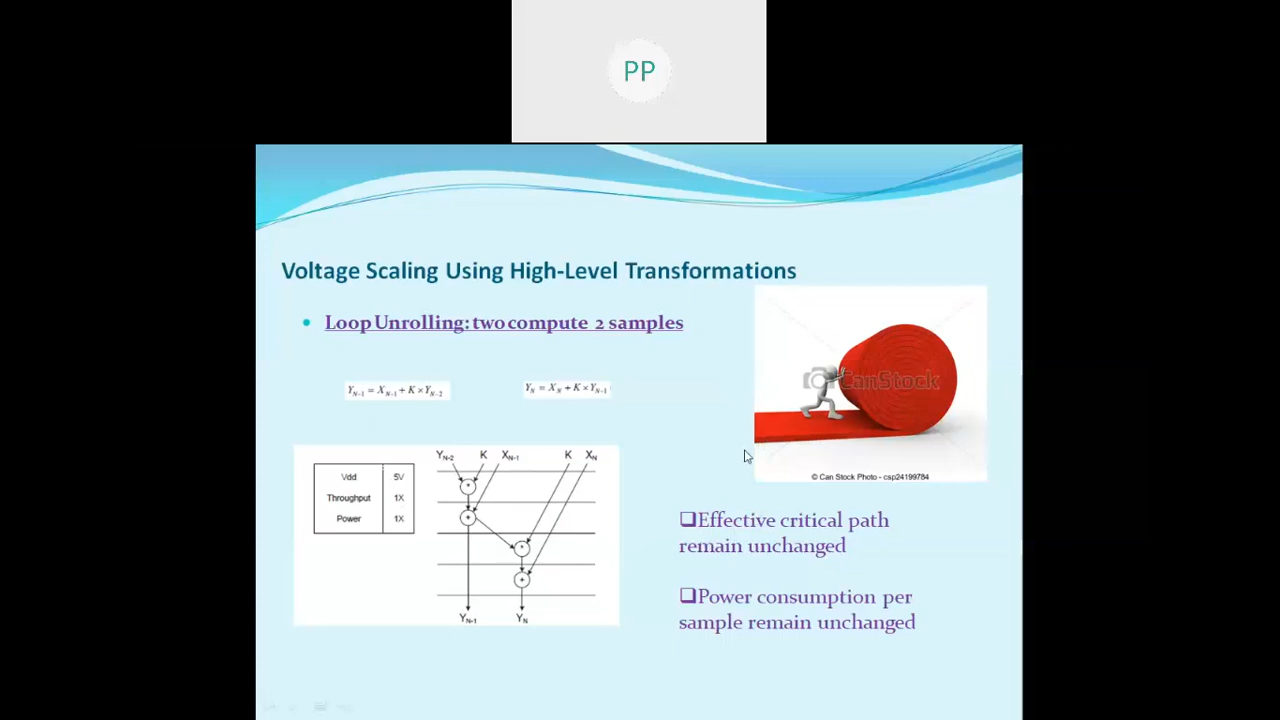 PP
Voltage Scaling Using High-Level Transformations
Loop Unrolling: two compute 2 samples
Y_{N-1} = X_{N-1} + K × Y_{N-2}
Y_N = X_N + K × Y_{N-1}
CanStock
© Can Stock Photo - csp24199784
Vdd 5V
Throughput 1X
Power 1X
Y_{N-2} K X_{N-1} K X_N
*
+
*
+
Y_{N-1} Y_N
Effective critical path
remain unchanged
Power consumption per
sample remain unchanged